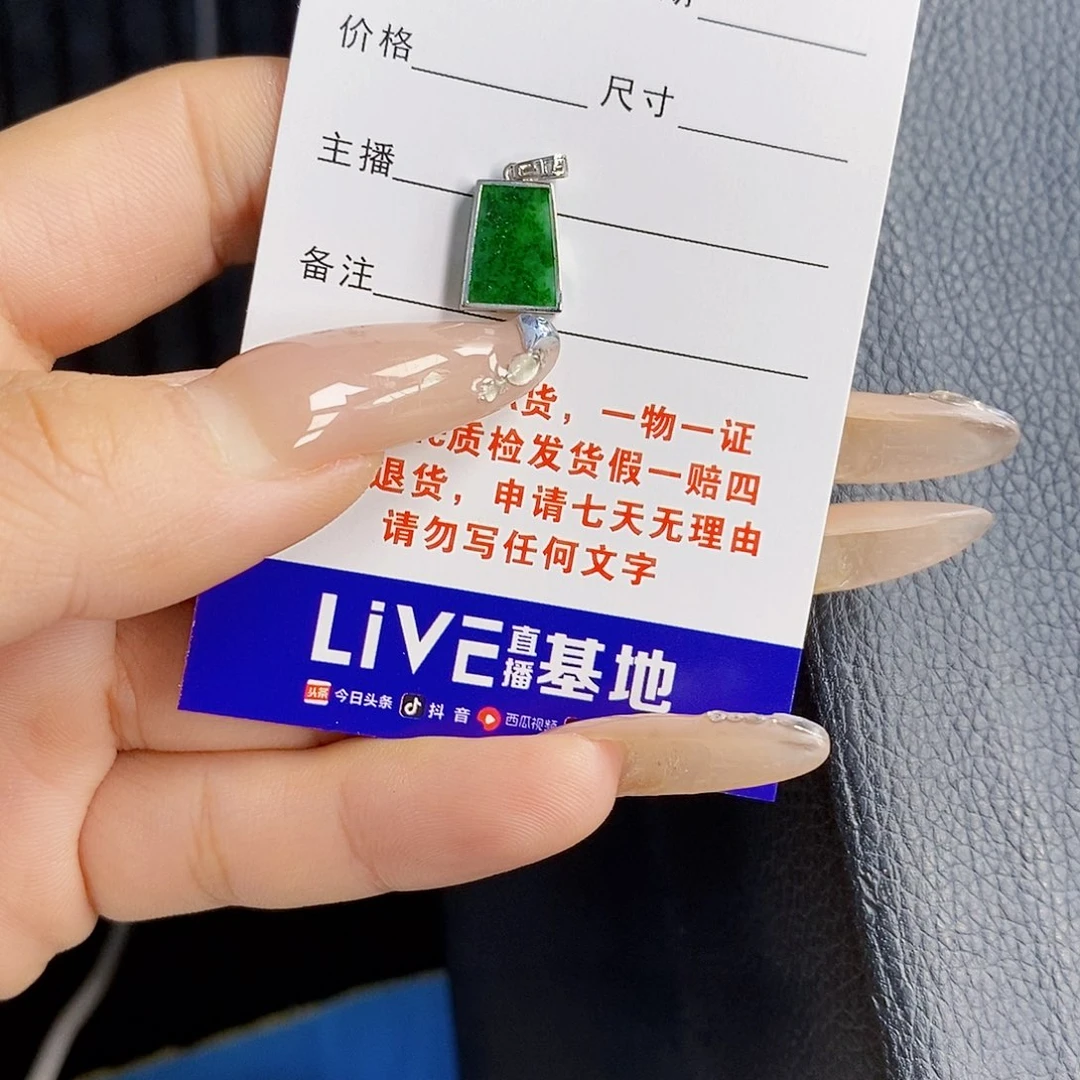 价格 尺寸
主播
备注
货，一物一证
质检发货假一赔四
退货，申请七天无理由
请勿写任何文字
LiVE直播基地
头条 今日头条 抖音 西瓜视频